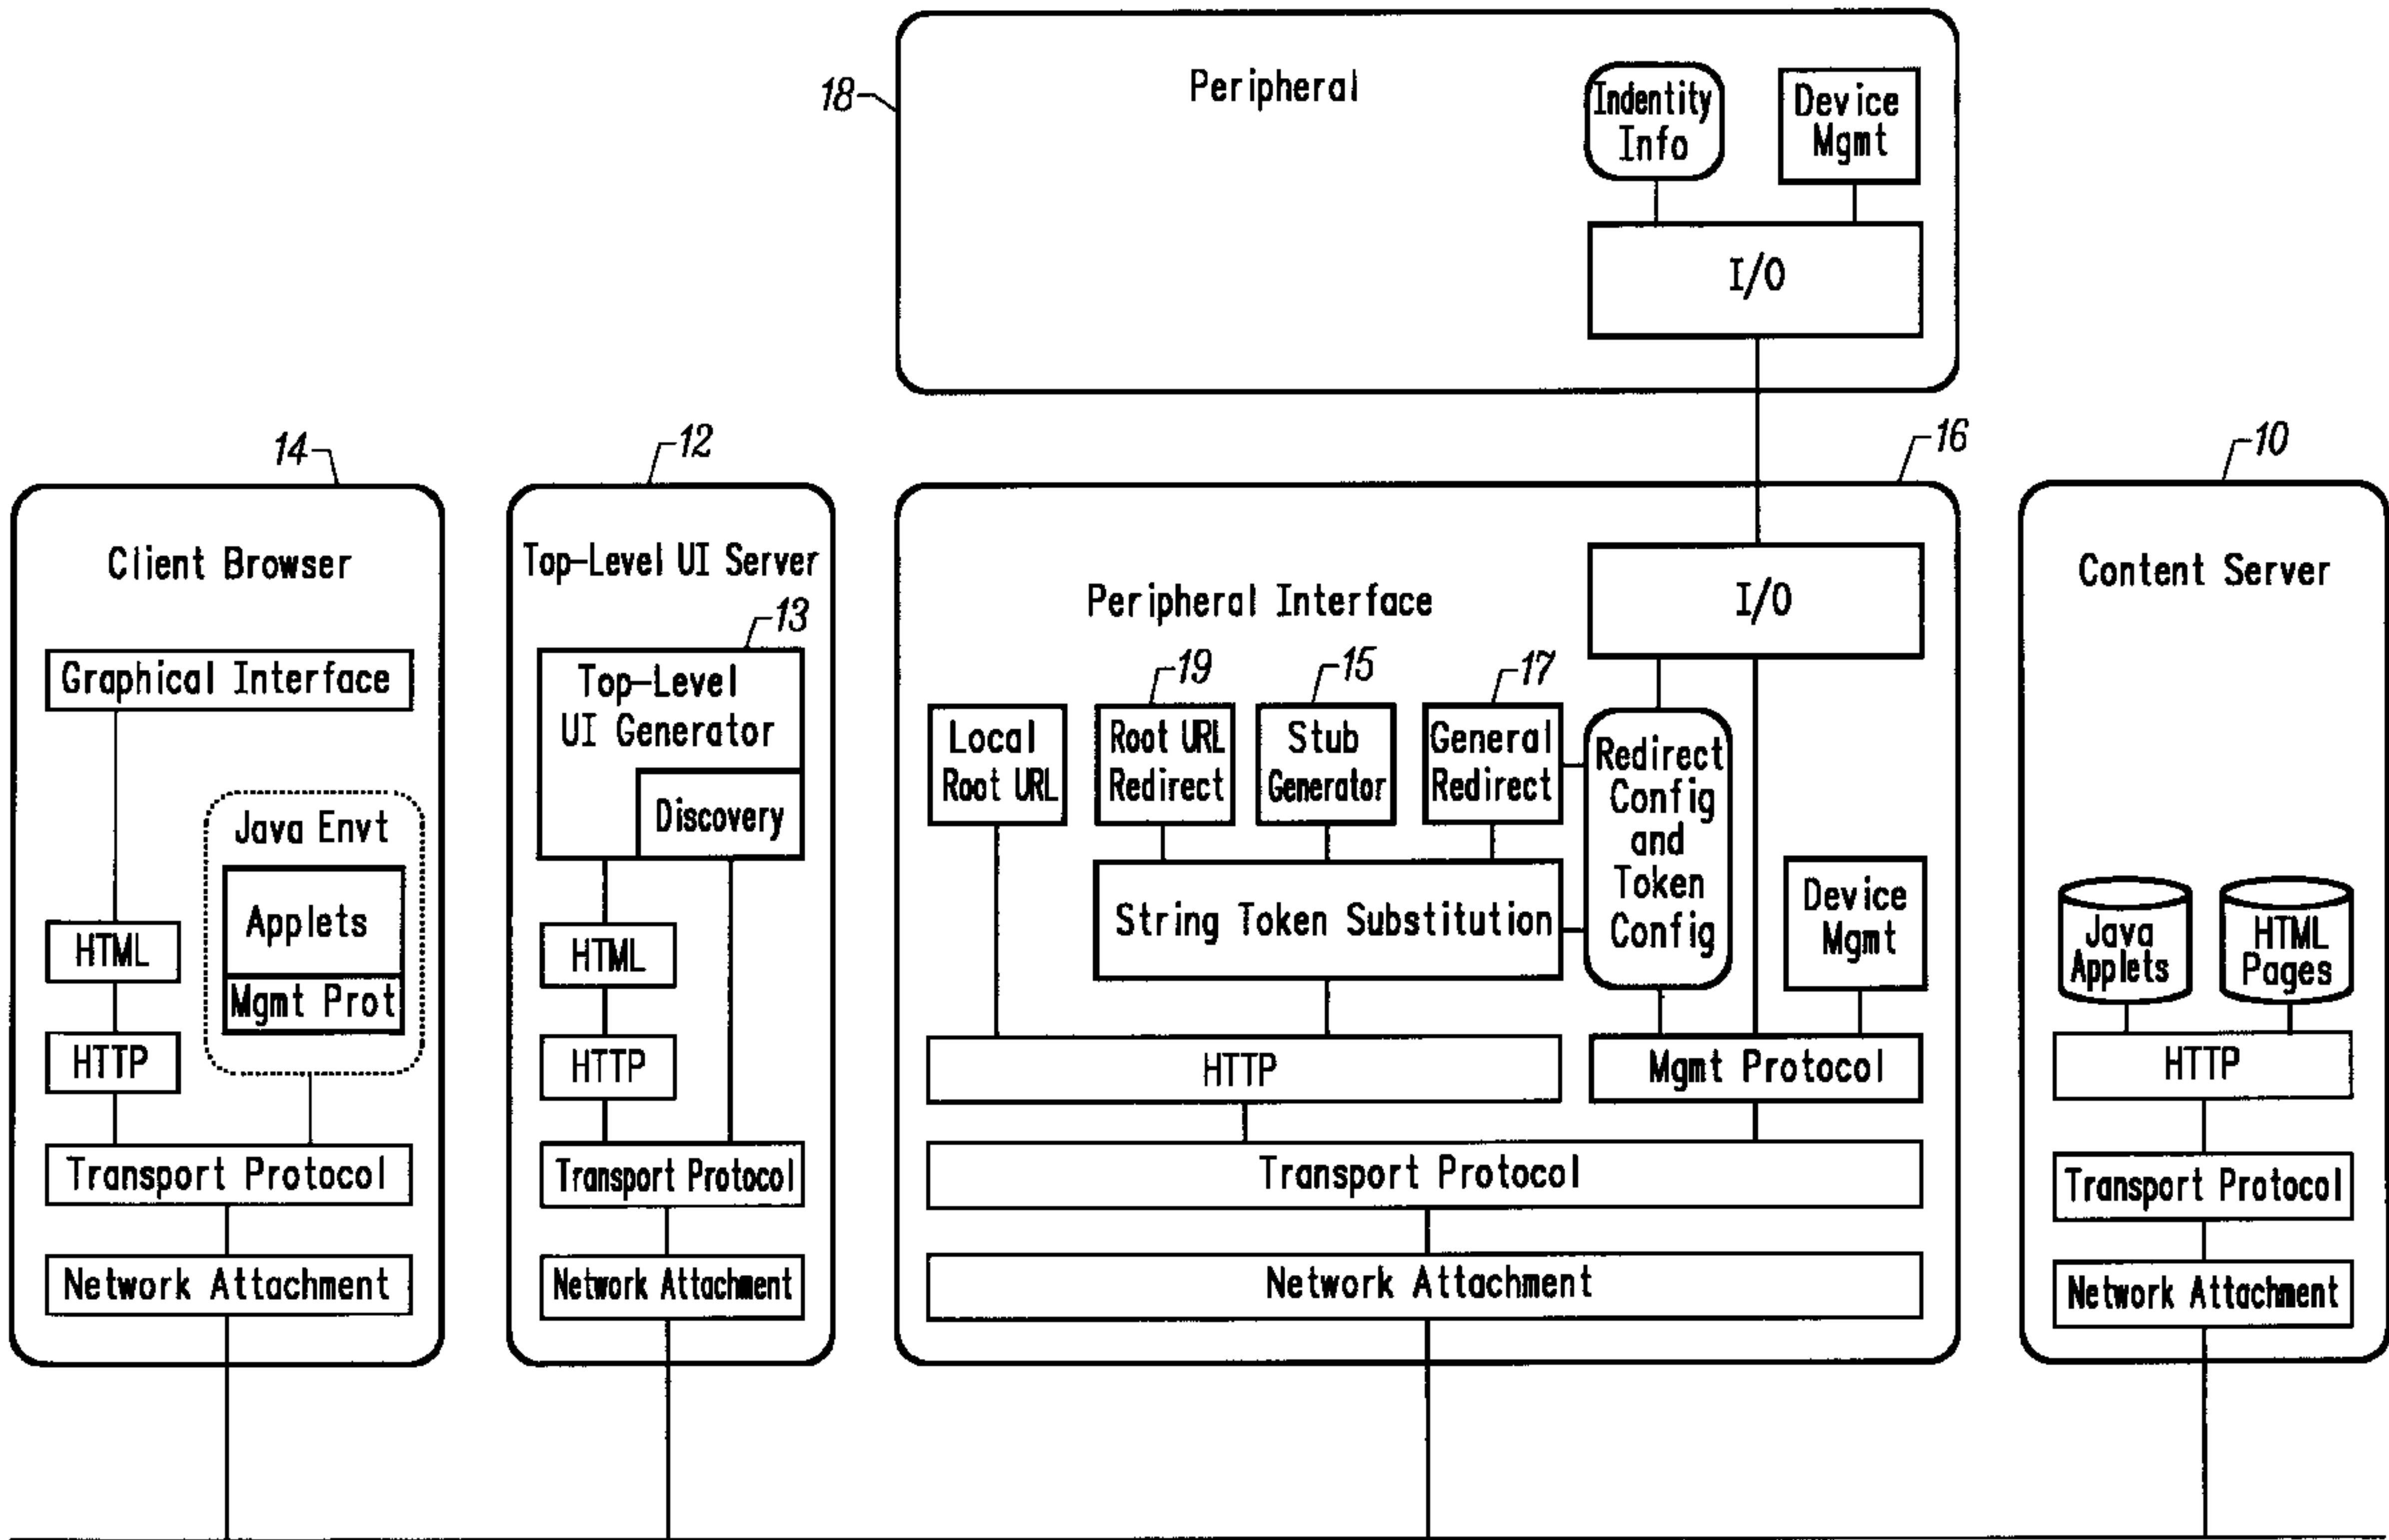 18
Peripheral
Indentity
Info
Device
Mgmt
I/O
14
Client Browser
Graphical Interface
Java Envt
Applets
Mgmt Prot
HTML
HTTP
Transport Protocol
Network Attachment
12
Top-Level UI Server
13
Top-Level
UI Generator
Discovery
HTML
HTTP
Transport Protocol
Network Attachment
16
Peripheral Interface
I/O
Local
Root URL
19
Root URL
Redirect
15
Stub
Generator
17
General
Redirect
Redirect
Config
and
Token
Config
String Token Substitution
Device
Mgmt
HTTP
Mgmt Protocol
Transport Protocol
Network Attachment
10
Content Server
Java
Applets
HTML
Pages
HTTP
Transport Protocol
Network Attachment